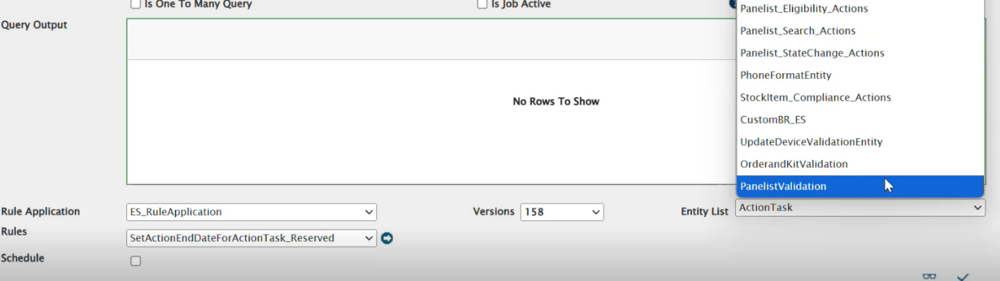 Is One To Many Query
Is Job Active
Query Output
No Rows To Show
Panelist_Eligibility_Actions
Panelist_Search_Actions
Panelist_StateChange_Actions
PhoneFormatEntity
StockItem_Compliance_Actions
CustomBR_ES
UpdateDeviceValidationEntity
OrderandKitValidation
PanelistValidation
Rule Application
ES_RuleApplication
Versions
158
Entity List
ActionTask
Rules
SetActionEndDateForActionTask_Reserved
Schedule